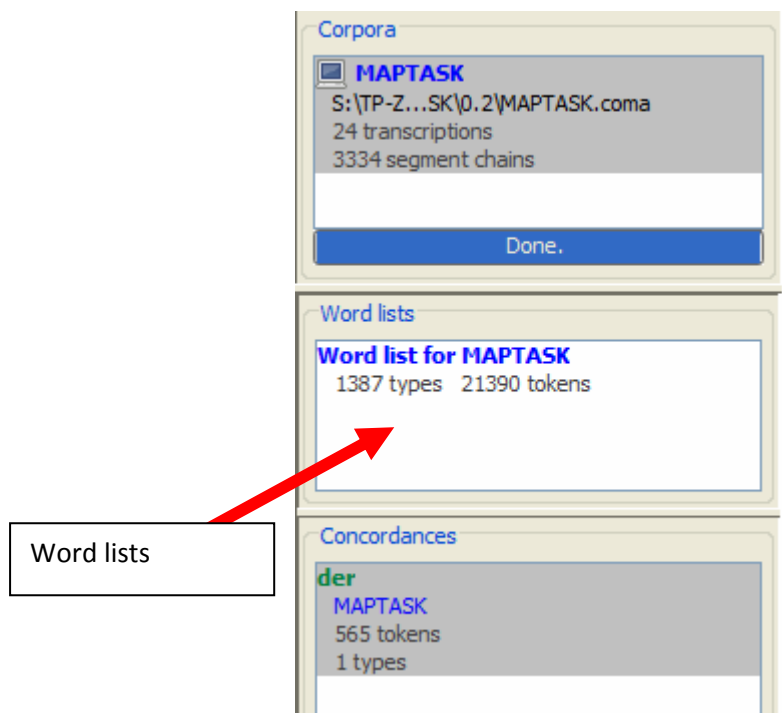 Corpora
MAPTASK
S:\TP-Z...SK\0.2\MAPTASK.coma
24 transcriptions
3334 segment chains
Done.
Word lists
Word list for MAPTASK
1387 types 21390 tokens
Word lists
Concordances
der
MAPTASK
565 tokens
1 types